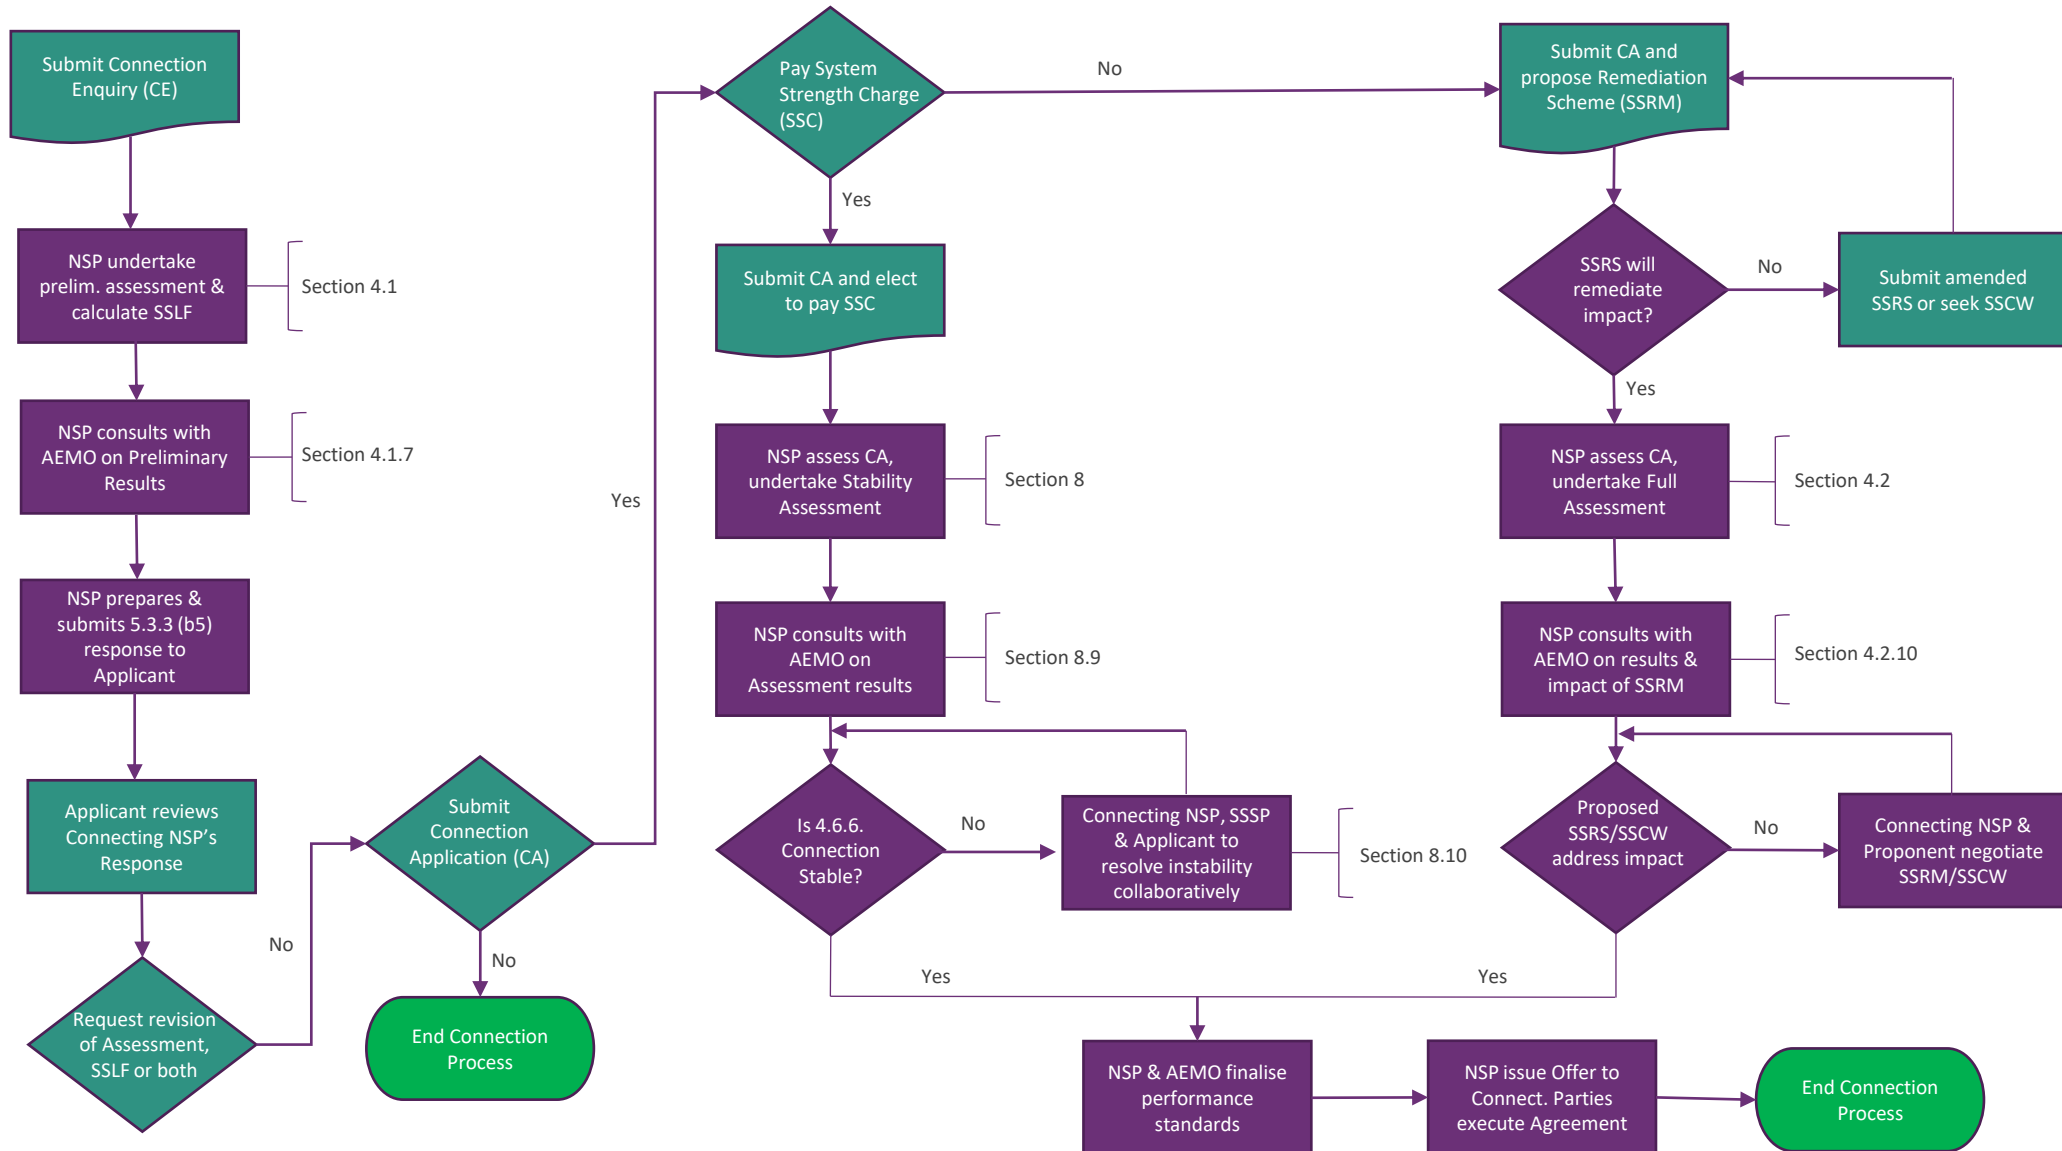 Submit Connection
Enquiry (CE)
NSP undertake
prelim. assessment &
calculate SSLF
Section 4.1
NSP consults with
AEMO on Preliminary
Results
Section 4.1.7
NSP prepares &
submits 5.3.3 (b5)
response to
Applicant
Applicant reviews
Connecting NSP's
Response
Request revision
of Assessment,
SSLF or both
No
Submit
Connection
Application (CA)
No
End Connection
Process
Yes
Pay System
Strength Charge
(SSC)
No
Yes
Submit CA and elect
to pay SSC
NSP assess CA,
undertake Stability
Assessment
Section 8
NSP consults with
AEMO on
Assessment results
Section 8.9
Is 4.6.6.
Connection
Stable?
No
Connecting NSP, SSSP
& Applicant to
resolve instability
collaboratively
Section 8.10
Yes
Submit CA and
propose Remediation
Scheme (SSRM)
SSRS will
remediate
impact?
No
Submit amended
SSRS or seek SSCW
Yes
NSP assess CA,
undertake Full
Assessment
Section 4.2
NSP consults with
AEMO on results &
impact of SSRM
Section 4.2.10
Proposed
SSRS/SSCW
address impact
No
Connecting NSP &
Proponent negotiate
SSRM/SSCW
Yes
NSP & AEMO finalise
performance
standards
NSP issue Offer to
Connect. Parties
execute Agreement
End Connection
Process